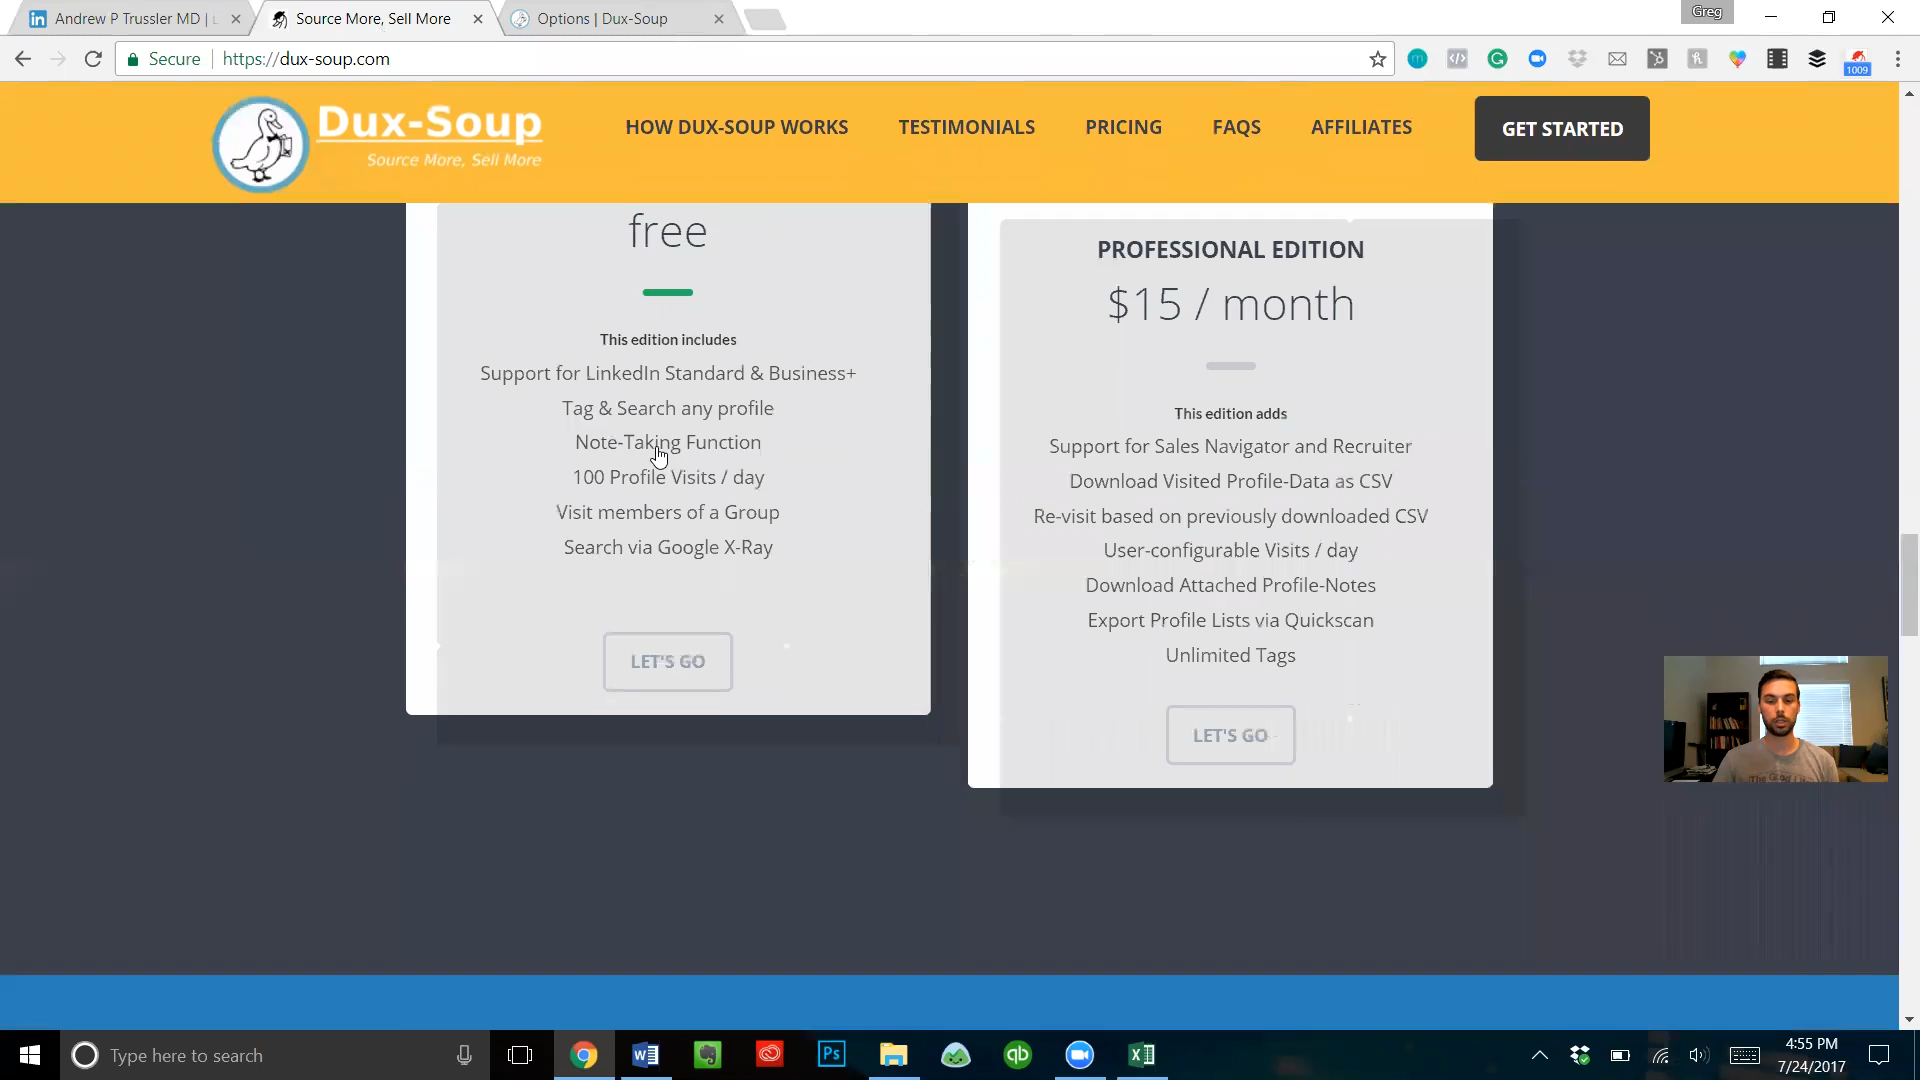 Andrew P Trussler MD |
Source More, Sell More
Options | Dux-Soup
Greg
Secure
https://dux-soup.com
1009
Dux-Soup
Source More, Sell More
HOW DUX-SOUP WORKS
TESTIMONIALS
PRICING
FAQS
AFFILIATES
GET STARTED
free
This edition includes
Support for LinkedIn Standard & Business+
Tag & Search any profile
Note-Taking Function
100 Profile Visits / day
Visit members of a Group
Search via Google X-Ray
LET'S GO
PROFESSIONAL EDITION
$15 / month
This edition adds
Support for Sales Navigator and Recruiter
Download Visited Profile-Data as CSV
Re-visit based on previously downloaded CSV
User-configurable Visits / day
Download Attached Profile-Notes
Export Profile Lists via Quickscan
Unlimited Tags
LET'S GO
Type here to search
Ps
qb
4:55 PM
7/24/2017